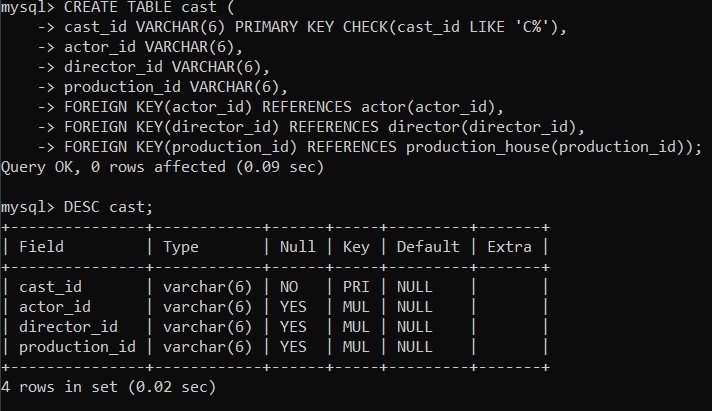 mysql> CREATE TABLE cast (
    -> cast_id VARCHAR(6) PRIMARY KEY CHECK(cast_id LIKE 'C%'),
    -> actor_id VARCHAR(6),
    -> director_id VARCHAR(6),
    -> production_id VARCHAR(6),
    -> FOREIGN KEY(actor_id) REFERENCES actor(actor_id),
    -> FOREIGN KEY(director_id) REFERENCES director(director_id),
    -> FOREIGN KEY(production_id) REFERENCES production_house(production_id));
Query OK, 0 rows affected (0.09 sec)

mysql> DESC cast;
+---------------+------------+------+-----+---------+-------+
| Field         | Type       | Null | Key | Default | Extra |
+---------------+------------+------+-----+---------+-------+
| cast_id       | varchar(6) | NO   | PRI | NULL    |       |
| actor_id      | varchar(6) | YES  | MUL | NULL    |       |
| director_id   | varchar(6) | YES  | MUL | NULL    |       |
| production_id | varchar(6) | YES  | MUL | NULL    |       |
+---------------+------------+------+-----+---------+-------+
4 rows in set (0.02 sec)